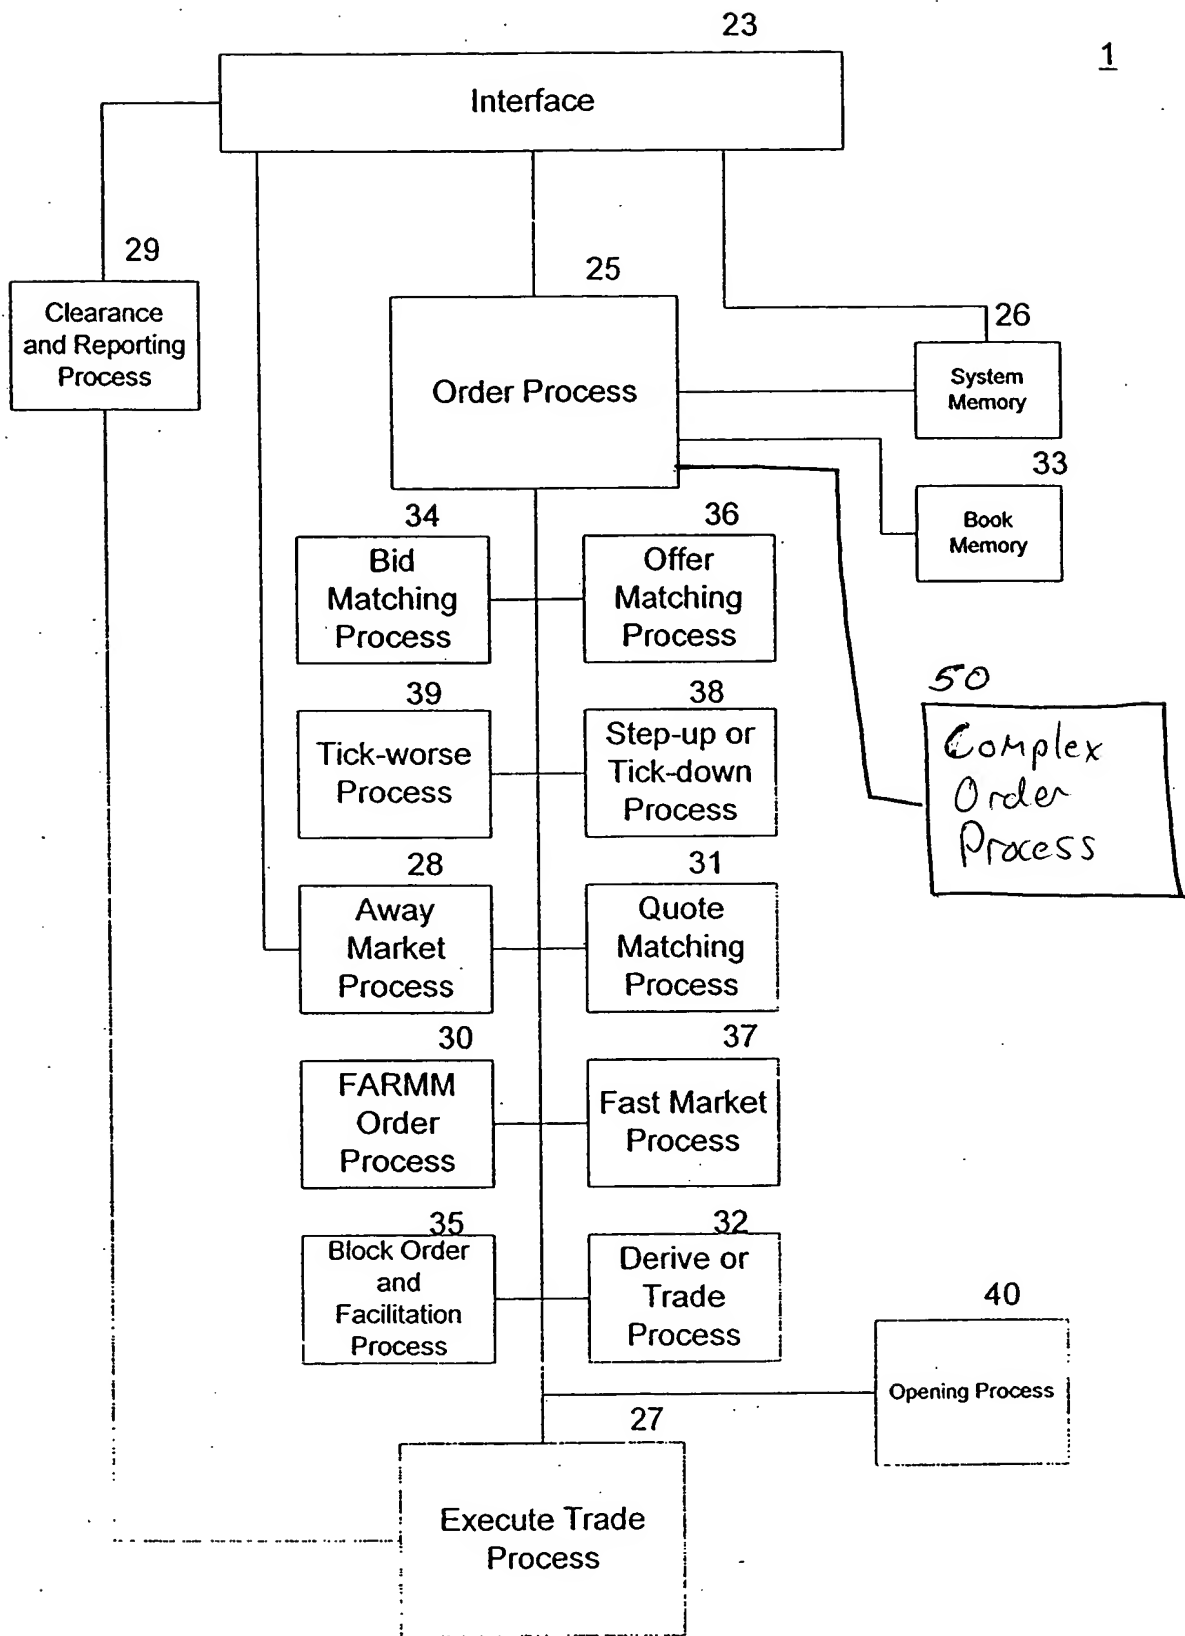 23
1
Interface
29
Clearance
and Reporting
Process
25
Order Process
26
System
Memory
33
Book
Memory
34
Bid
Matching
Process
36
Offer
Matching
Process
39
Tick-worse
Process
38
Step-up or
Tick-down
Process
50
Complex
Order
Process
28
Away
Market
Process
31
Quote
Matching
Process
30
FARMM
Order
Process
37
Fast Market
Process
35
Block Order
and
Facilitation
Process
32
Derive or
Trade
Process
40
Opening Process
27
Execute Trade
Process